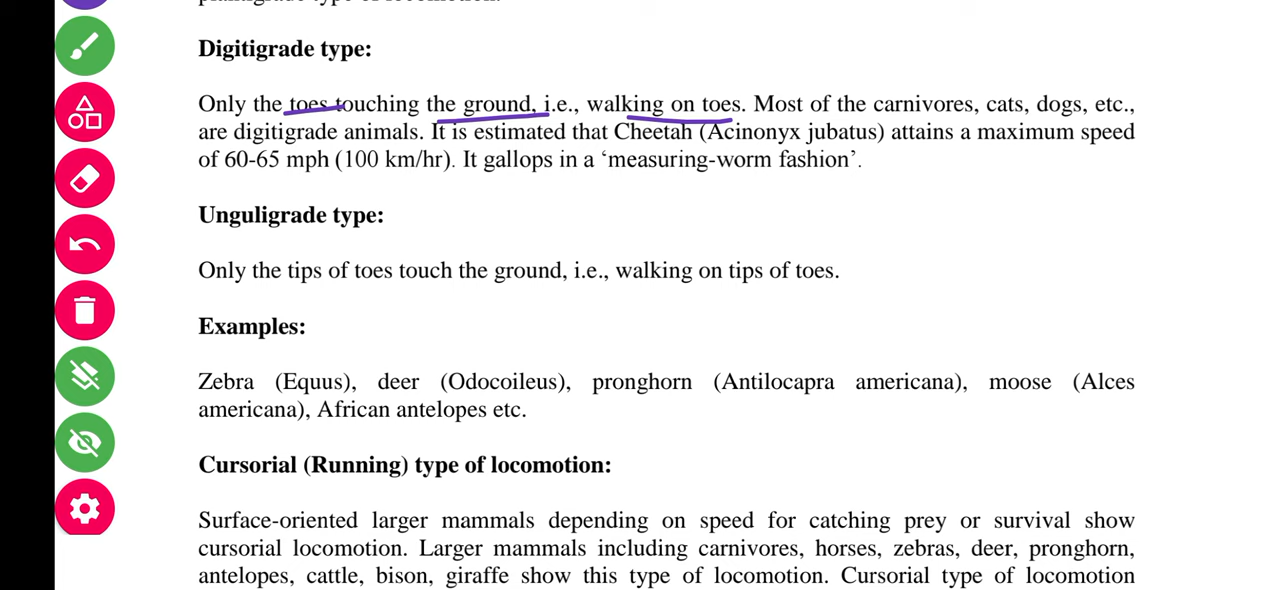 plantigrade type of locomotion.
Digitigrade type:
Only the toes touching the ground, i.e., walking on toes. Most of the carnivores, cats, dogs, etc.,
are digitigrade animals. It is estimated that Cheetah (Acinonyx jubatus) attains a maximum speed
of 60-65 mph (100 km/hr). It gallops in a ‘measuring-worm fashion’.
Unguligrade type:
Only the tips of toes touch the ground, i.e., walking on tips of toes.
Examples:
Zebra (Equus), deer (Odocoileus), pronghorn (Antilocapra americana), moose (Alces
americana), African antelopes etc.
Cursorial (Running) type of locomotion:
Surface-oriented larger mammals depending on speed for catching prey or survival show
cursorial locomotion. Larger mammals including carnivores, horses, zebras, deer, pronghorn,
antelopes, cattle, bison, giraffe show this type of locomotion. Cursorial type of locomotion